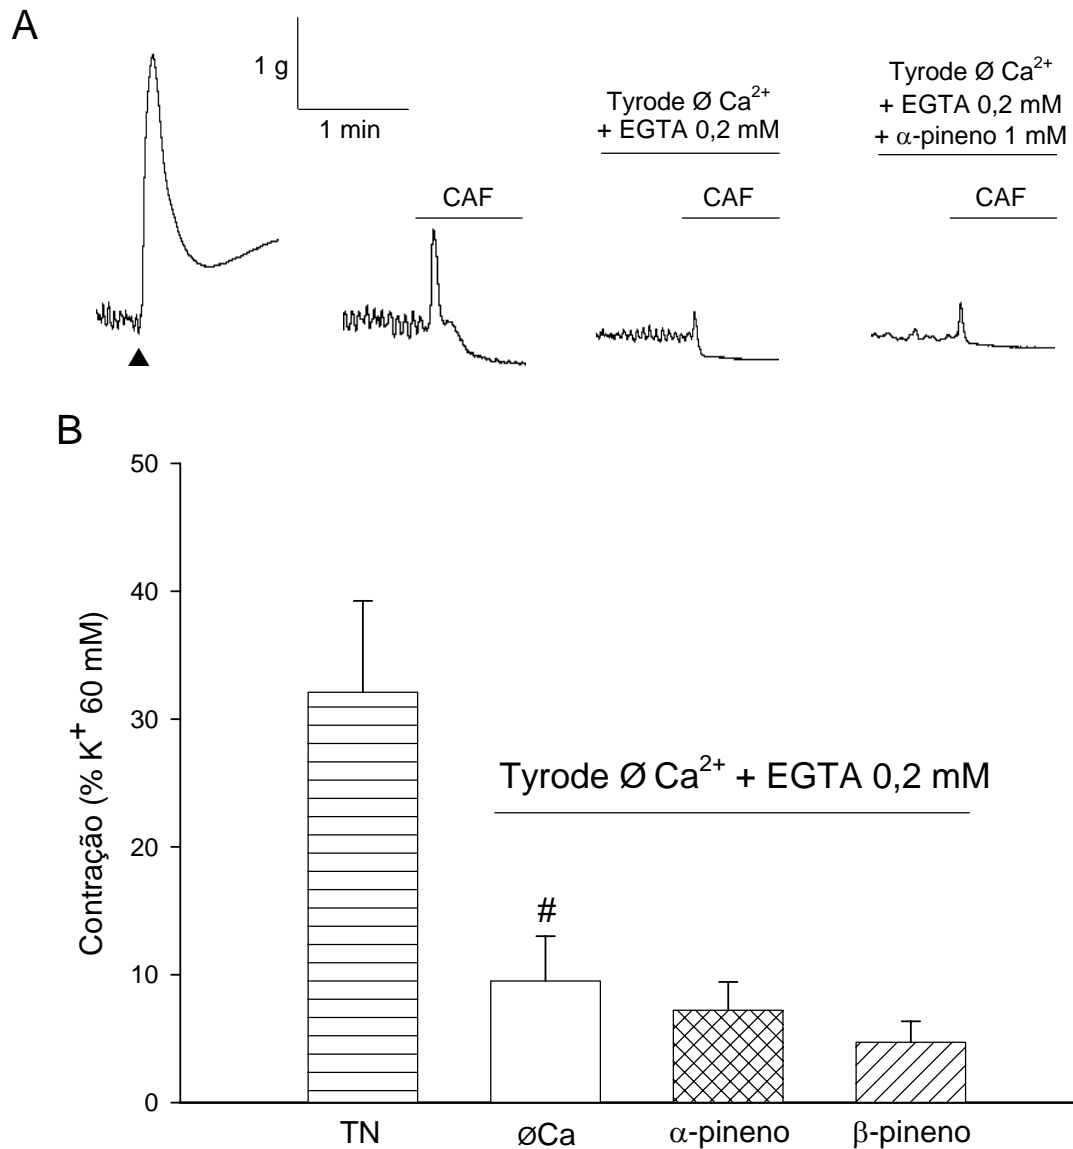 A
1 g
1 min
CAF
Tyrode Ø Ca²⁺
+ EGTA 0,2 mM
CAF
Tyrode Ø Ca²⁺
+ EGTA 0,2 mM
+ α-pineno 1 mM
CAF
B
Contração (% K⁺ 60 mM)
50
40
30
20
10
0
Tyrode Ø Ca²⁺ + EGTA 0,2 mM
#
TN
ØCa
α-pineno
β-pineno